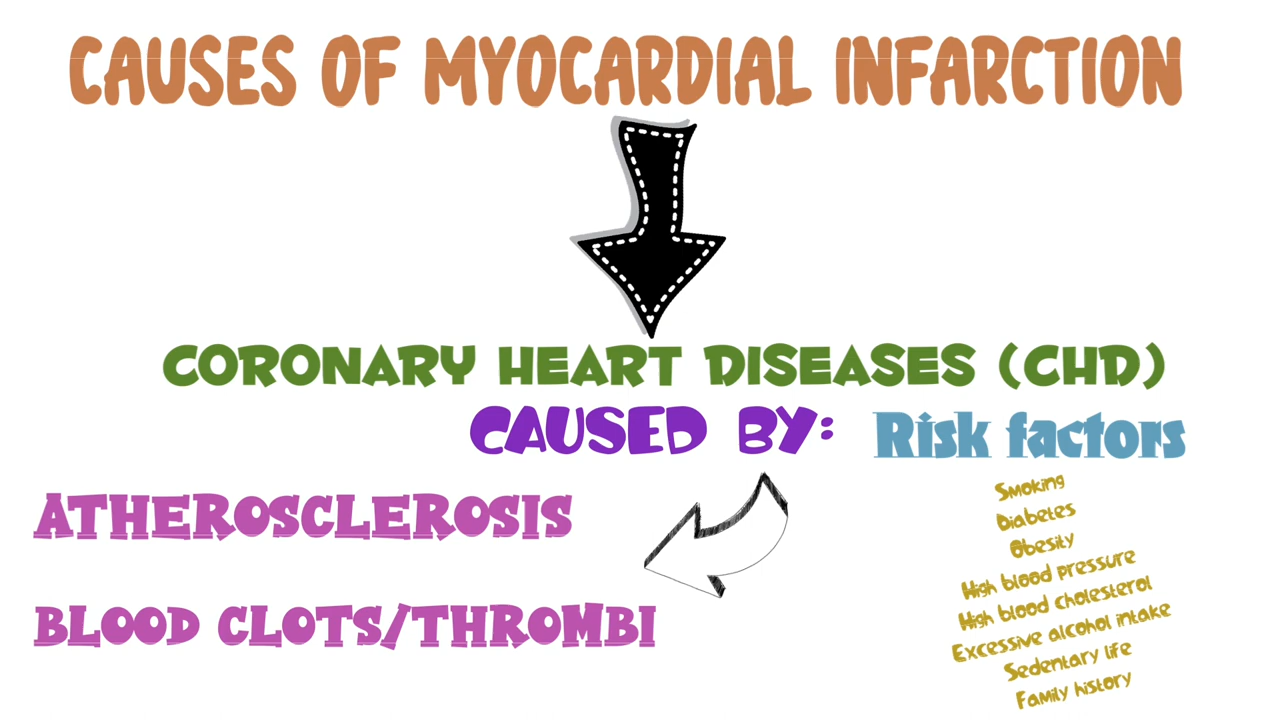 CAUSES OF MYOCARDIAL INFARCTION
CORONARY HEART DISEASES (CHD)
CAUSED BY:
Risk factors
ATHEROSCLEROSIS
BLOOD CLOTS/THROMBI
Smoking
Diabetes
Obesity
High blood pressure
High blood cholesterol
Excessive alcohol intake
Sedentary life
Family history